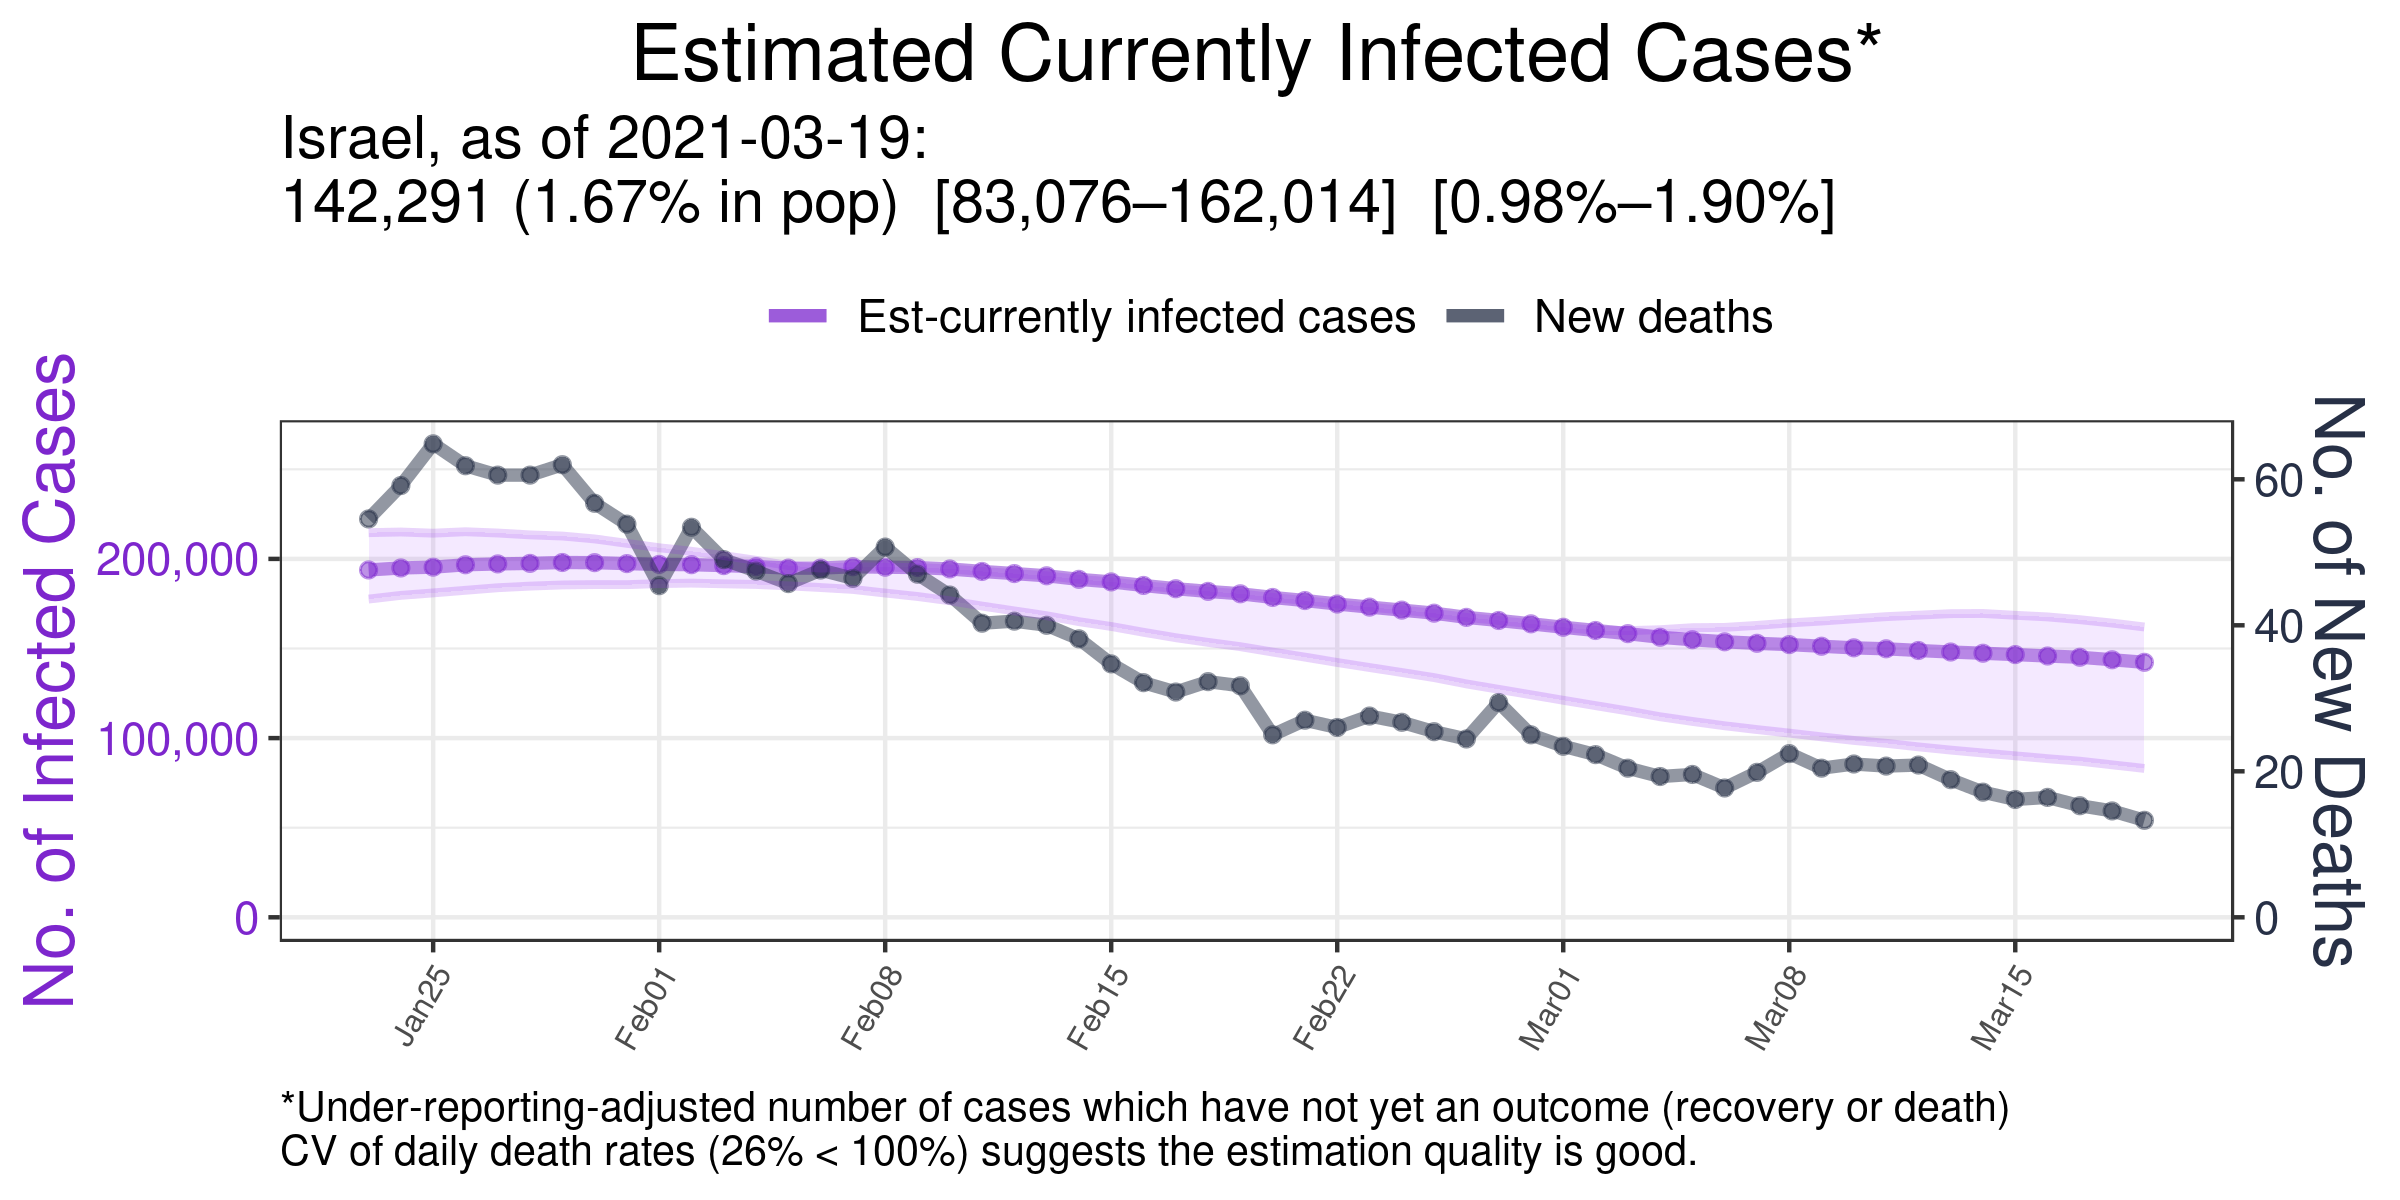 Estimated Currently Infected Cases*
Israel, as of 2021-03-19:
142,291 (1.67% in pop)  [83,076–162,014]  [0.98%–1.90%]
Est-currently infected cases
New deaths
No. of Infected Cases
200,000
100,000
0
60
40
20
0
No. of New Deaths
Jan25
Feb01
Feb08
Feb15
Feb22
Mar01
Mar08
Mar15
*Under-reporting-adjusted number of cases which have not yet an outcome (recovery or death)
CV of daily death rates (26% < 100%) suggests the estimation quality is good.